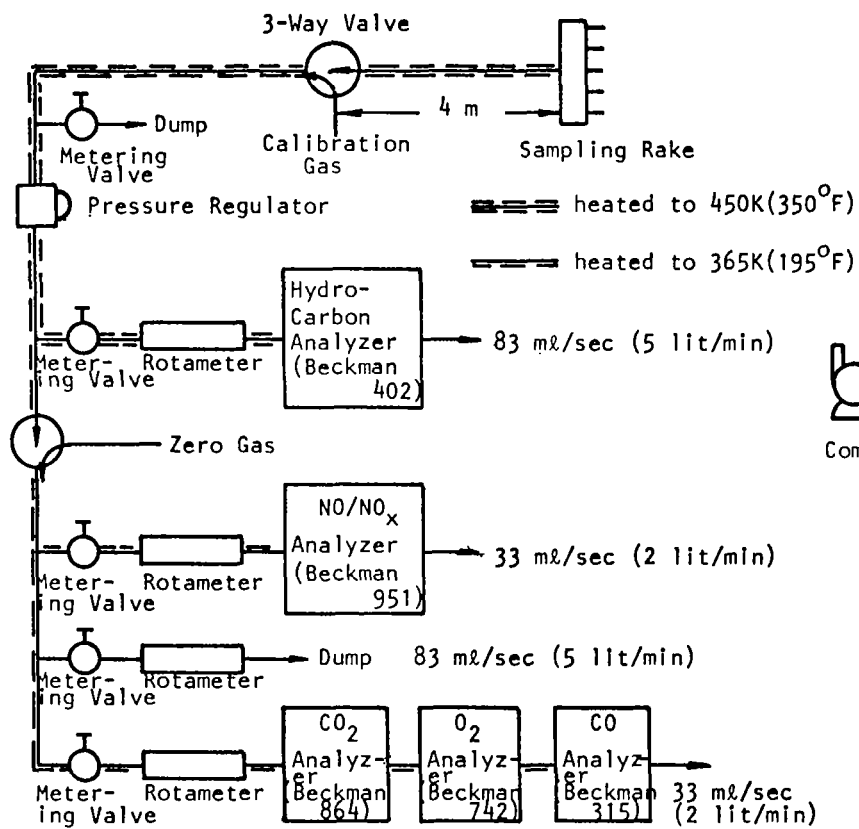 3-Way Valve
4 m
Dump
Metering
Valve
Calibration
Gas
Sampling Rake
Pressure Regulator
heated to 450K(350°F)
heated to 365K(195°F)
Hydro-
Carbon
Analyzer
(Beckman
402)
83 mℓ/sec (5 lit/min)
Meter-
ing Valve
Rotameter
Zero Gas
Com
NO/NOx
Analyzer
(Beckman
951)
33 mℓ/sec (2 lit/min)
Meter-
ing Valve
Rotameter
Dump 83 mℓ/sec (5 lit/min)
Meter-
ing Valve
Rotameter
CO2
Analyz-
er
(Beckman
864)
O2
Analyz-
er
(Beckman
742)
CO
Analyz-
er
(Beckman
315)
33 mℓ/sec
(2 lit/min)
Meter-
ing Valve
Rotameter